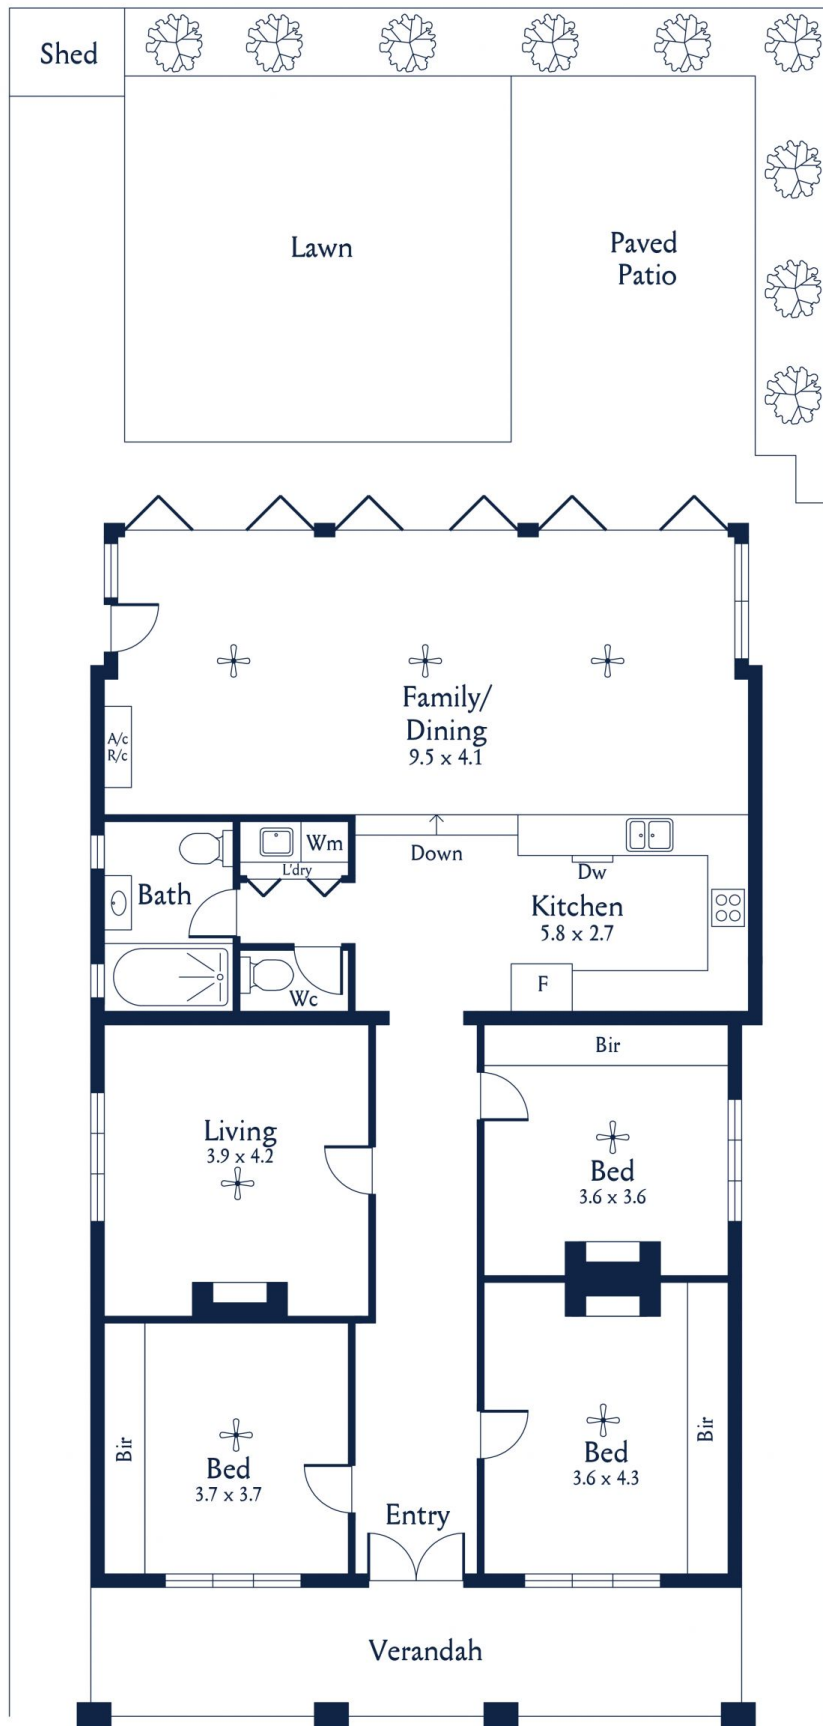 Shed
Lawn
Paved
Patio
Family/
Dining
9.5 x 4.1
A/c
R/c
Wm
L'dry
Down
Bath
Dw
Kitchen
5.8 x 2.7
Wc
F
Bir
Living
3.9 x 4.2
Bed
3.6 x 3.6
Bir
Bed
3.7 x 3.7
Bed
3.6 x 4.3
Bir
Entry
Verandah